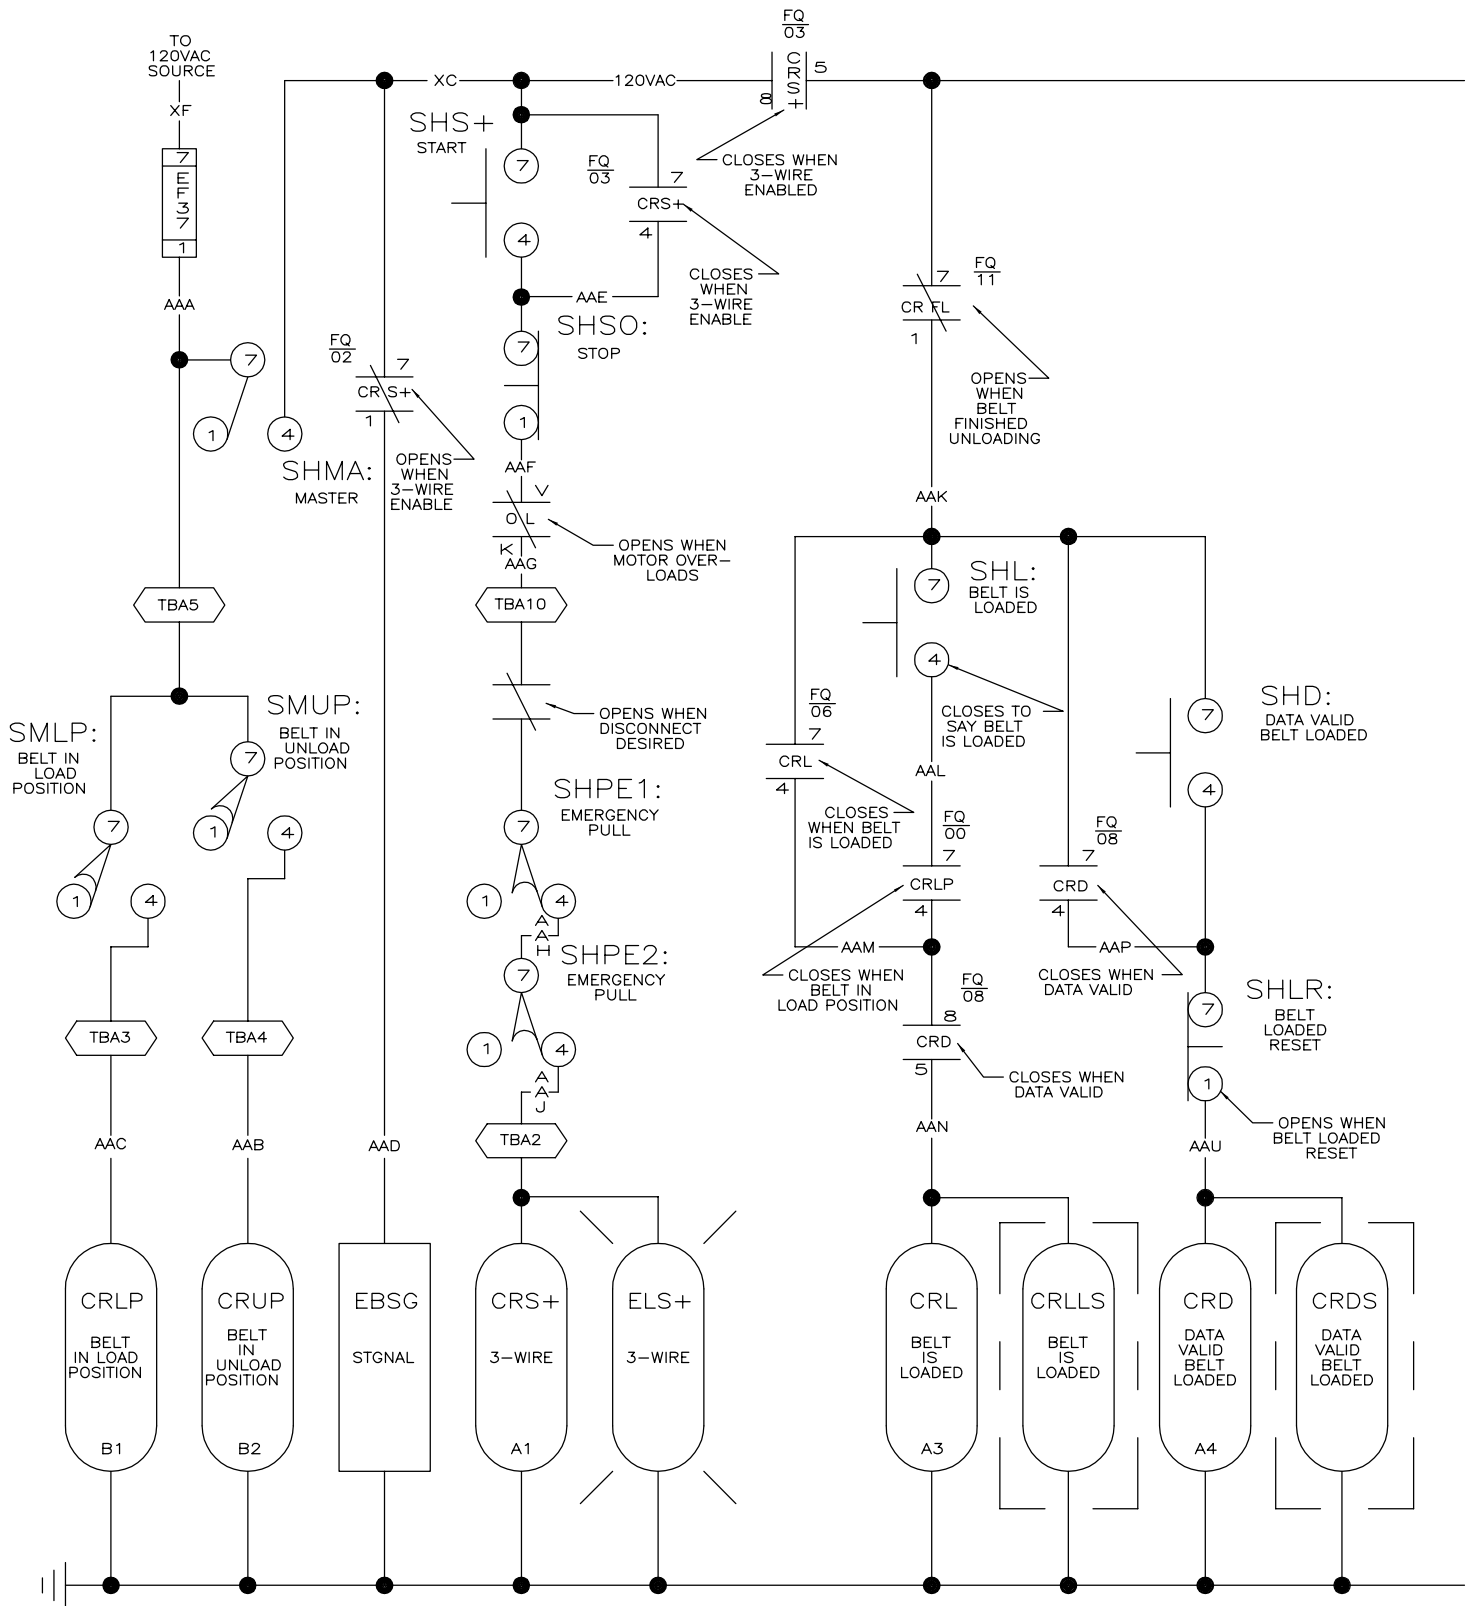 TO
120VAC
SOURCE
XF
7
E
F
3
7
1
AAA
7
1
4
SHMA:
MASTER
TBA5
SMLP:
BELT IN
LOAD
POSITION
7
1
4
SMUP:
BELT IN
UNLOAD
POSITION
7
1
4
TBA3
TBA4
AAC
AAB
XC
120VAC
FQ
02
7
CR S+
1
OPENS
WHEN
3-WIRE
ENABLE
AAD
SHS+
START
7
4
FQ
03
7
CRS+
4
CLOSES
WHEN
3-WIRE
ENABLE
AAE
SHSO:
STOP
7
1
AAF
V
O L
K
AAG
OPENS WHEN
MOTOR OVER-
LOADS
TBA10
OPENS WHEN
DISCONNECT
DESIRED
SHPE1:
EMERGENCY
PULL
7
1
4
A
A
H
SHPE2:
EMERGENCY
PULL
7
1
4
A
A
J
TBA2
FQ
03
C
R
S
+
5
8
CLOSES WHEN
3-WIRE
ENABLED
FQ
11
7
CR FL
1
OPENS
WHEN
BELT
FINISHED
UNLOADING
AAK
SHL:
BELT IS
LOADED
7
4
CLOSES TO
SAY BELT
IS LOADED
FQ
06
7
CRL
4
CLOSES
WHEN BELT
IS LOADED
AAL
FQ
00
7
CRLP
4
CLOSES WHEN
BELT IN
LOAD POSITION
AAM
FQ
08
8
CRD
5
CLOSES WHEN
DATA VALID
AAN
FQ
08
7
CRD
4
CLOSES WHEN
DATA VALID
AAP
SHD:
DATA VALID
BELT LOADED
7
4
SHLR:
BELT
LOADED
RESET
7
1
OPENS WHEN
BELT LOADED
RESET
AAU
CRLP
BELT
IN LOAD
POSITION
B1
CRUP
BELT
IN
UNLOAD
POSITION
B2
EBSG
STGNAL
CRS+
3-WIRE
A1
ELS+
3-WIRE
CRL
BELT
IS
LOADED
A3
CRLLS
BELT
IS
LOADED
CRD
DATA
VALID
BELT
LOADED
A4
CRDS
DATA
VALID
BELT
LOADED